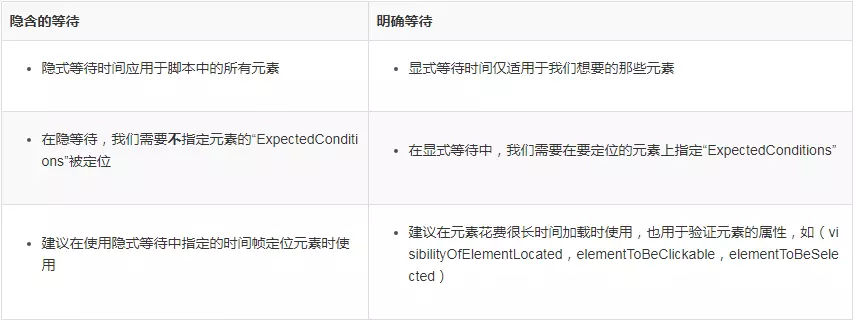 隐含的等待
明确等待
隐式等待时间应用于脚本中的所有元素
显式等待时间仅适用于我们想要的那些元素
在隐等待，我们需要不指定元素的“ExpectedConditi
ons”被定位
在显式等待中，我们需要在要定位的元素上指定“ExpectedConditions”
建议在使用隐式等待中指定的时间帧定位元素时使
用
建议在元素花费很长时间加载时使用，也用于验证元素的属性，如（vi
sibilityOfElementLocated，elementToBeClickable，elementToBeSele
cted）